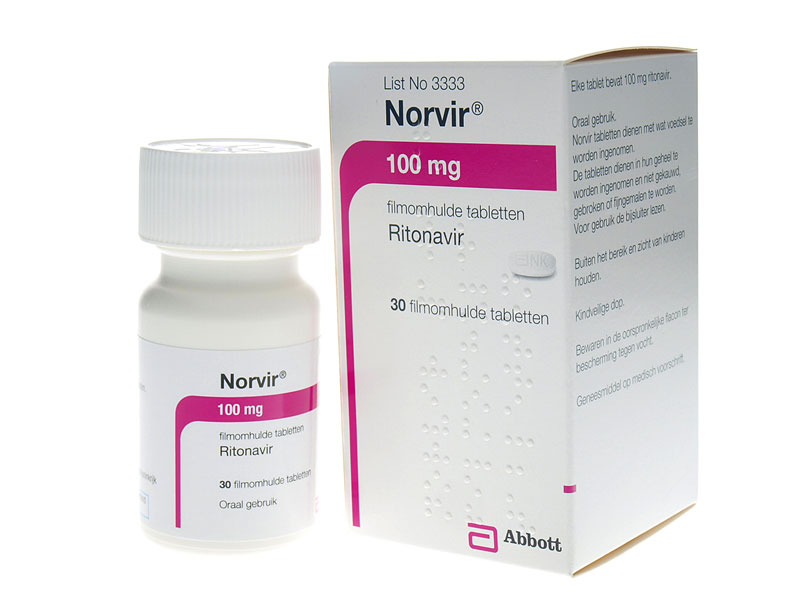 List No 3333
Norvir®
100 mg
filmomhulde tabletten
Ritonavir
NK
30 filmomhulde tabletten
Abbott
Elke tablet bevat 100 mg ritonavir.
Oraal gebruik.
Norvir tabletten dienen met wat voedsel te
worden ingenomen.
De tabletten dienen in hun geheel te
worden ingenomen en niet gekauwd,
gebroken of fijngemalen te worden.
Voor gebruik de bijsluiter lezen.
Buiten het bereik en zicht van kinderen
houden.
Kindveilige dop.
Bewaren in de oorspronkelijke flacon ter
bescherming tegen vocht.
Geneesmiddel op medisch voorschrift.
Norvir®
100 mg
filmomhulde tabletten
Ritonavir
30 filmomhulde tabletten
Oraal gebruik